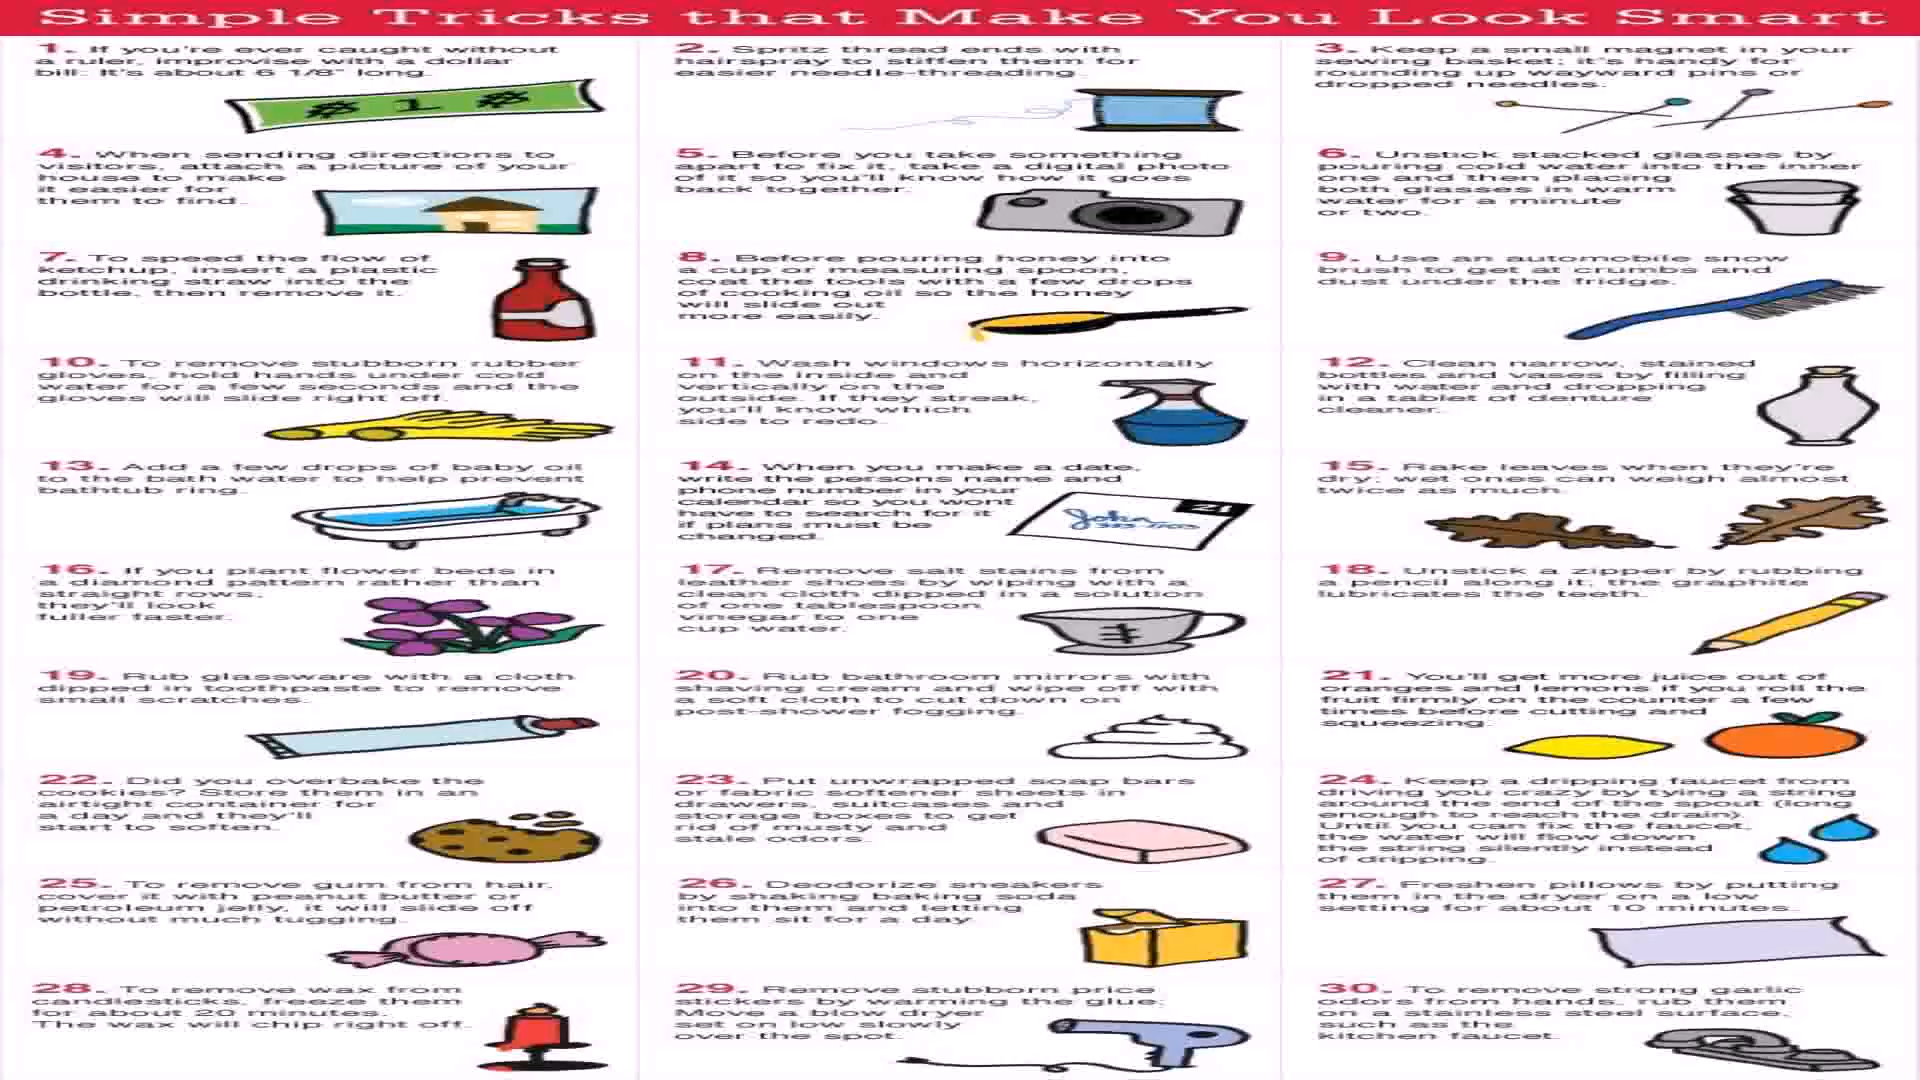 Simple Tricks that Make You Look Smart
1. If you're ever caught without
a ruler, improvise with a dollar
bill: It's about 6 1/8" long.
$ 1 $
2. Spritz thread ends with
hairspray to stiffen them for
easier needle-threading.
3. Keep a small magnet in your
sewing basket; it's handy for
rounding up wayward pins or
dropped needles.
4. When sending directions to
visitors, attach a picture of your
house to make
it easier for
them to find.
5. Before you take something
apart to fix it, take a digital photo
of it so you'll know how it goes
back together.
6. Unstick stacked glasses by
pouring cold water into the inner
one and then placing
both glasses in warm
water for a minute
or two.
7. To speed the flow of
ketchup, insert a plastic
drinking straw into the
bottle, then remove it.
8. Before pouring honey into
a cup or measuring spoon,
coat the tools with a few drops
of cooking oil so the honey
will slide out
more easily.
9. Use an automobile snow
brush to get at crumbs and
dust under the fridge.
10. To remove stubborn rubber
gloves, hold hands under cold
water for a few seconds and the
gloves will slide right off.
11. Wash windows horizontally
on the inside and
vertically on the
outside. If they streak,
you'll know which
side to redo.
12. Clean narrow, stained
bottles and vases by filling
with water and dropping
in a tablet of denture
cleaner.
13. Add a few drops of baby oil
to the bath water to help prevent
bathtub ring.
14. When you make a date,
write the persons name and
phone number in your
calendar so you wont
have to search for it
if plans must be
changed.
21
John
15. Rake leaves when they're
dry; wet ones can weigh almost
twice as much.
16. If you plant flower beds in
a diamond pattern rather than
straight rows,
they'll look
fuller faster.
17. Remove salt stains from
leather shoes by wiping with a
clean cloth dipped in a solution
of one tablespoon
vinegar to one
cup water.
18. Unstick a zipper by rubbing
a pencil along it; the graphite
lubricates the teeth.
19. Rub glassware with a cloth
dipped in toothpaste to remove
small scratches.
20. Rub bathroom mirrors with
shaving cream and wipe off with
a soft cloth to cut down on
post-shower fogging.
21. You'll get more juice out of
oranges and lemons if you roll the
fruit firmly on the counter a few
times before cutting and
squeezing.
22. Did you overbake the
cookies? Store them in an
airtight container for
a day and they'll
start to soften.
23. Put unwrapped soap bars
or fabric softener sheets in
drawers, suitcases and
storage boxes to get
rid of musty and
stale odors.
24. Keep a dripping faucet from
driving you crazy by tying a string
around the end of the spout (long
enough to reach the drain).
Until you can fix the faucet,
the water will flow down
the string silently instead
of dripping.
25. To remove gum from hair,
cover it with peanut butter or
petroleum jelly, it will slide off
without much tugging.
26. Deodorize sneakers
by shaking baking soda
into them and letting
them sit for a day
27. Freshen pillows by putting
them in the dryer on a low
setting for about 10 minutes.
28. To remove wax from
candlesticks, freeze them
for about 20 minutes.
The wax will chip right off.
29. Remove stubborn price
stickers by warming the glue;
Move a blow dryer
set on low slowly
over the spot.
30. To remove strong garlic
odors from hands, rub them
on a stainless steel surface,
such as the
kitchen faucet.